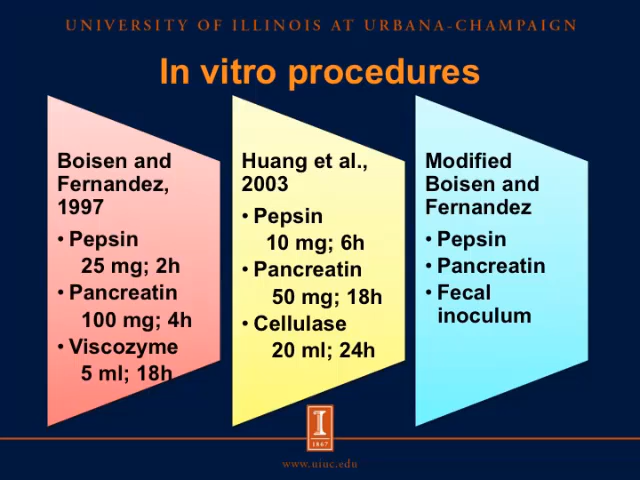 UNIVERSITY OF ILLINOIS AT URBANA-CHAMPAIGN
In vitro procedures
Boisen and
Fernandez,
1997
• Pepsin
25 mg; 2h
• Pancreatin
100 mg; 4h
• Viscozyme
5 ml; 18h
Huang et al.,
2003
• Pepsin
10 mg; 6h
• Pancreatin
50 mg; 18h
• Cellulase
20 ml; 24h
Modified
Boisen and
Fernandez
• Pepsin
• Pancreatin
• Fecal
inoculum
I
1867
www.uiuc.edu